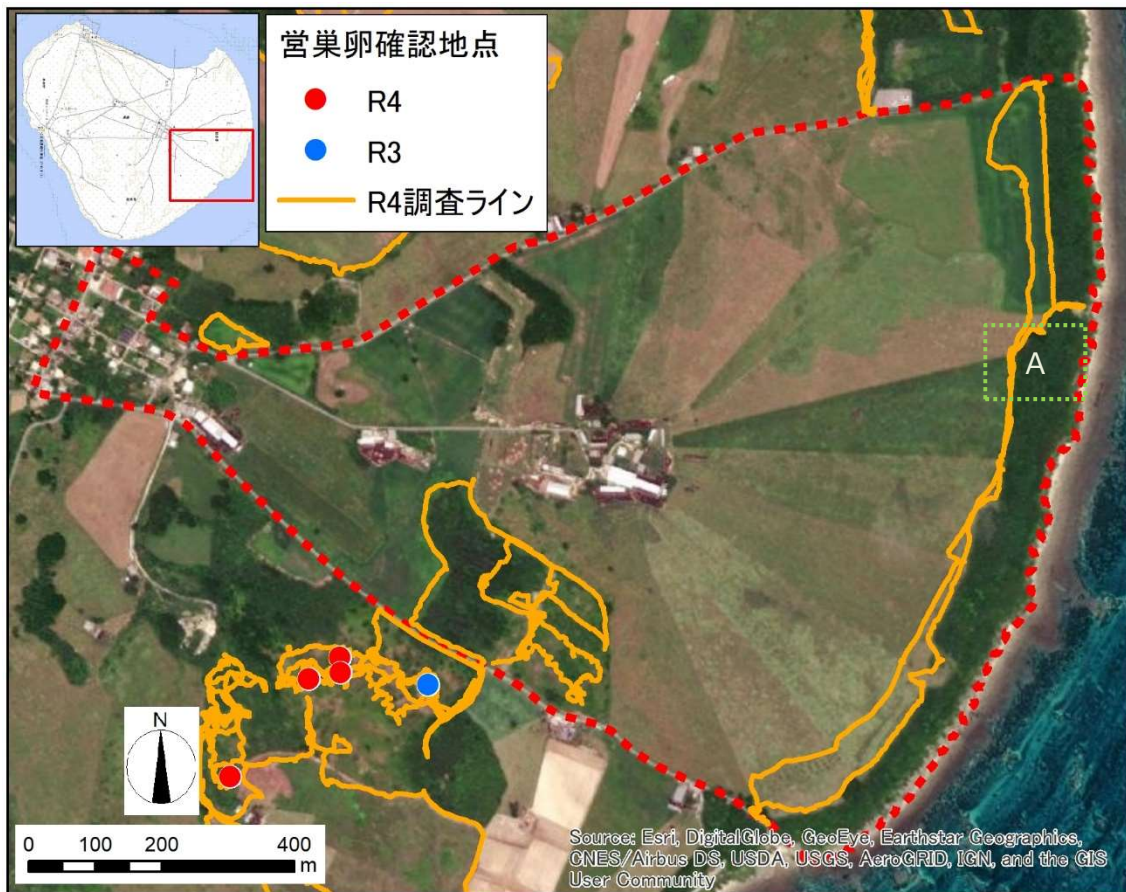 営巣卵確認地点
R4
R3
R4調査ライン
A
N
0 100 200 400
m
Source: Esri, DigitalGlobe, GeoEye, Earthstar Geographics,
CNES/Airbus DS, USDA, USGS, AeroGRID, IGN, and the GIS
User Community